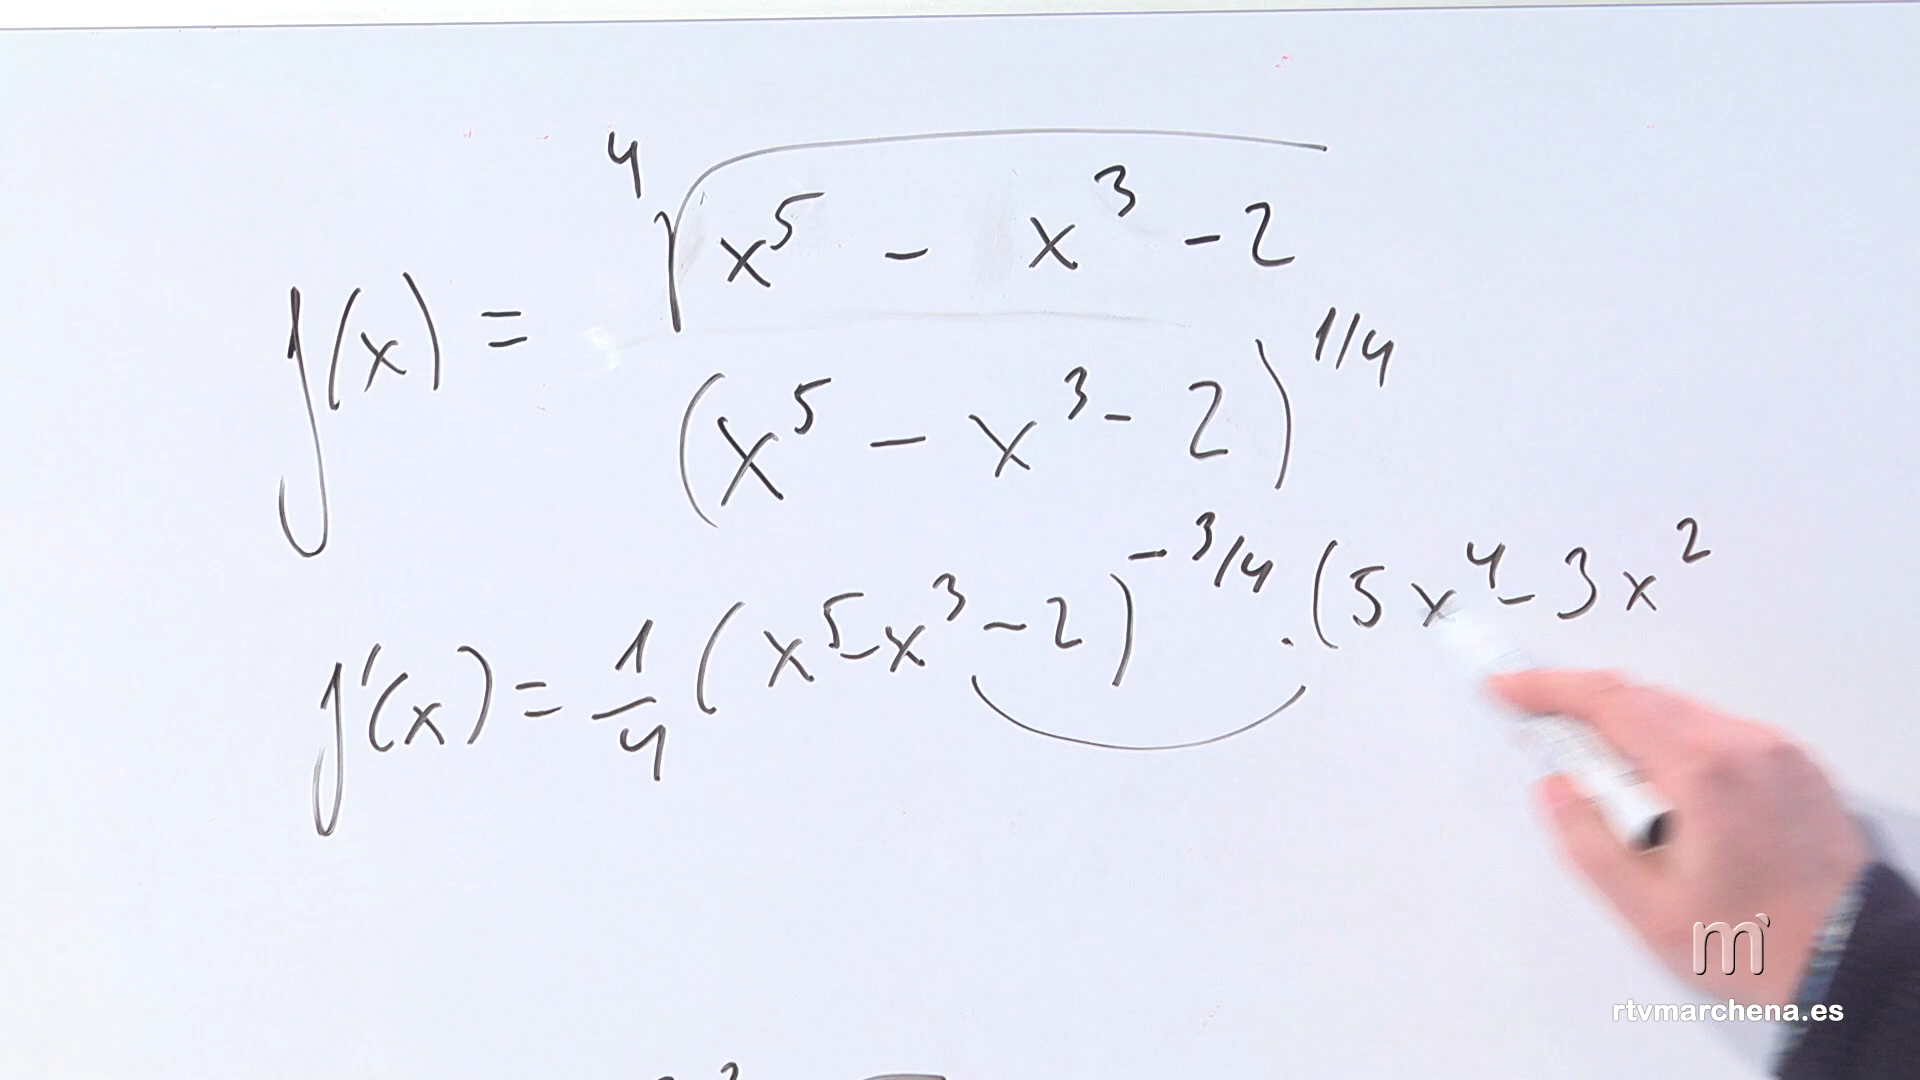 f(x) = ⁴√(x⁵ - x³ - 2)
(x⁵ - x³ - 2)^1/4
f'(x) = 1/4 (x⁵ - x³ - 2)^-3/4 · (5x⁴ - 3x²
m
rtvmarchena.es